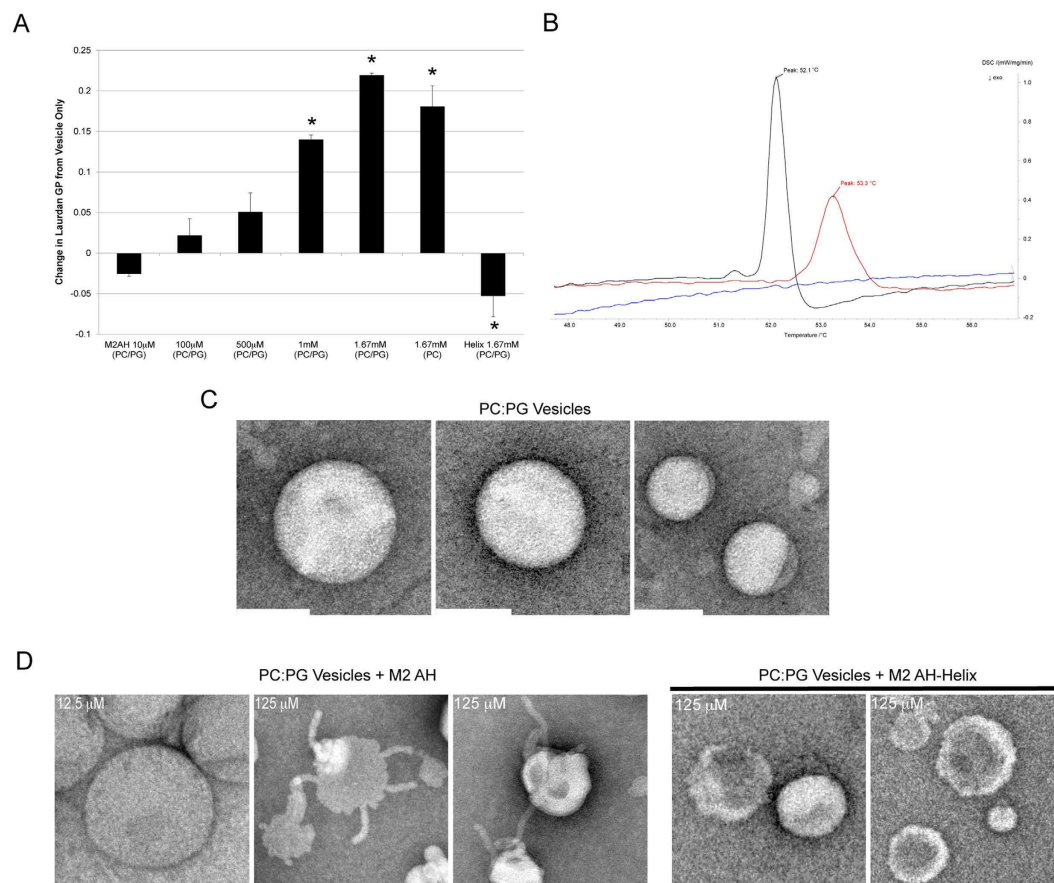 A
Change in Laurdan GP from Vesicle Only
0.25
0.2
0.15
0.1
0.05
0
-0.05
-0.1
*
*
*
*
M2AH 10μM
(PC/PG)
100μM
(PC/PG)
500μM
(PC/PG)
1mM
(PC/PG)
1.67mM
(PC/PG)
1.67mM
(PC)
Helix 1.67mM
(PC/PG)
B
DSC /(mW/mg/min)
↓ exo
Peak: 52.1 °C
Peak: 53.3 °C
1.0
0.8
0.6
0.4
0.2
0
-0.2
48.0
49.0
50.0
51.0
52.0
53.0
54.0
55.0
56.0
Temperature /°C
C
PC:PG Vesicles
D
PC:PG Vesicles + M2 AH
PC:PG Vesicles + M2 AH-Helix
12.5 μM
125 μM
125 μM
125 μM
125 μM